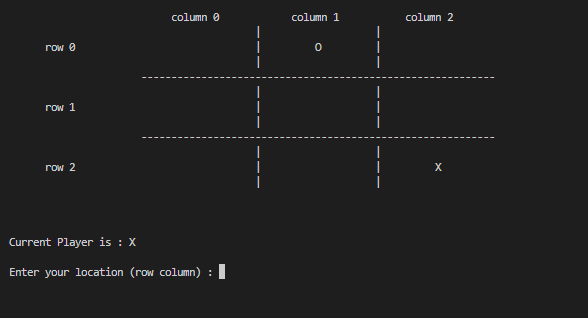 column 0 column 1 column 2
| |
row 0 | O |
| |
-----------------------------------------------------------
| |
row 1 | |
| |
-----------------------------------------------------------
| |
row 2 | | X
| |
Current Player is : X
Enter your location (row column) :